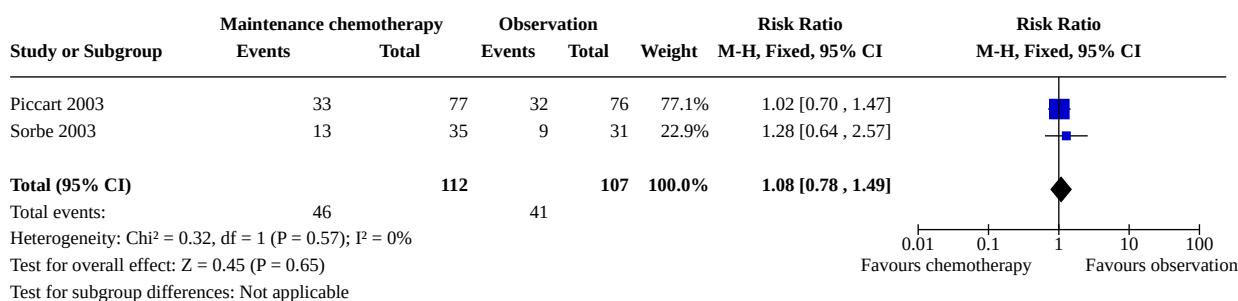 Maintenance chemotherapy Observation Risk Ratio Risk Ratio
Study or Subgroup Events Total Events Total Weight M-H, Fixed, 95% CI M-H, Fixed, 95% CI
Piccart 2003 33 77 32 76 77.1% 1.02 [0.70 , 1.47]
Sorbe 2003 13 35 9 31 22.9% 1.28 [0.64 , 2.57]
Total (95% CI) 112 107 100.0% 1.08 [0.78 , 1.49]
Total events: 46 41
Heterogeneity: Chi² = 0.32, df = 1 (P = 0.57); I² = 0%
0.01 0.1 1 10 100
Test for overall effect: Z = 0.45 (P = 0.65) Favours chemotherapy Favours observation
Test for subgroup differences: Not applicable